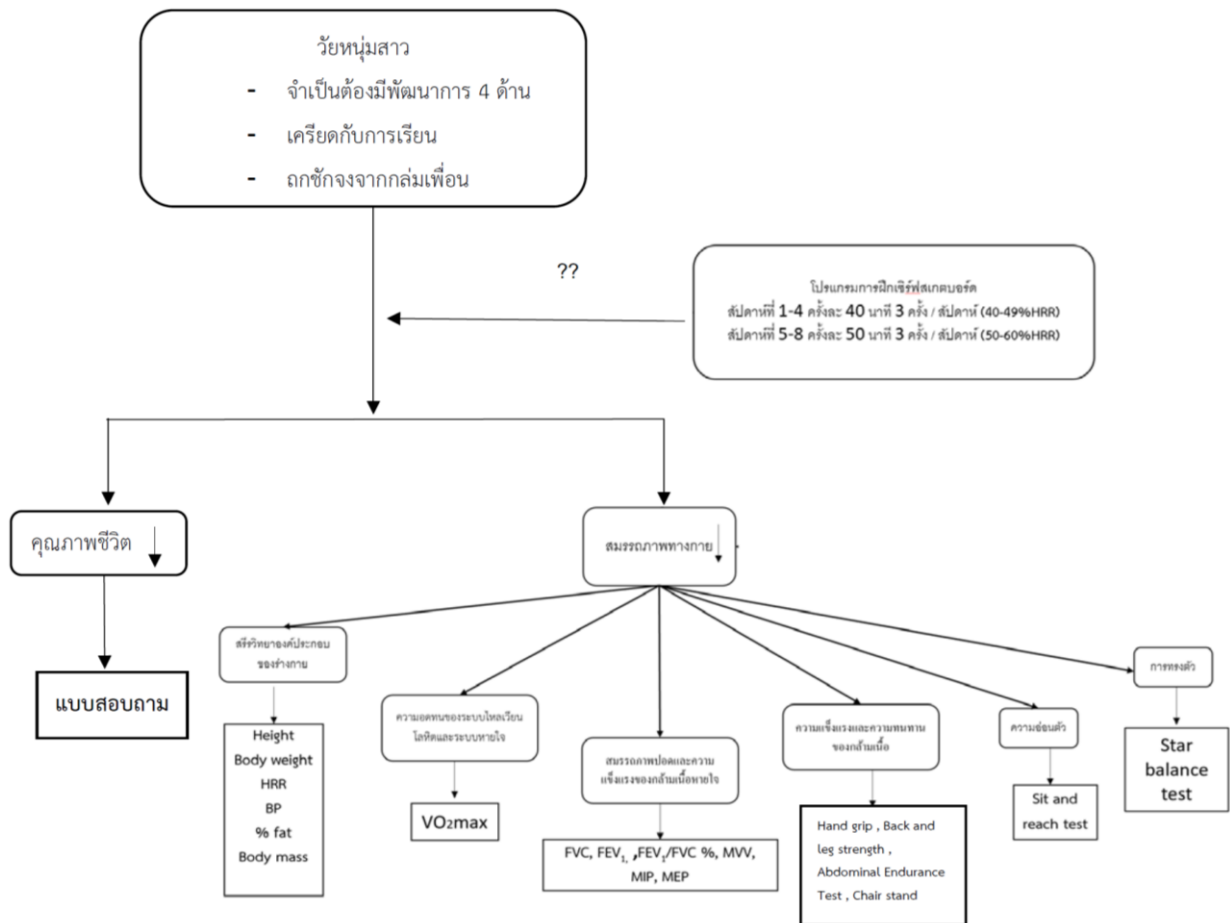 วัยหนุ่มสาว
- จำเป็นต้องมีพัฒนาการ 4 ด้าน
- เครียดกับการเรียน
- ถกชักจงจากกล่มเพื่อน
??
โปรแกรมการฝึกเซิร์ฟสเกตบอร์ด
สัปดาห์ที่ 1-4 ครั้งละ 40 นาที 3 ครั้ง / สัปดาห์ (40-49%HRR)
สัปดาห์ที่ 5-8 ครั้งละ 50 นาที 3 ครั้ง / สัปดาห์ (50-60%HRR)
คุณภาพชีวิต
สมรรถภาพทางกาย
แบบสอบถาม
สรีรวิทยาองค์ประกอบ
ของร่างกาย
Height
Body weight
HRR
BP
% fat
Body mass
ความอดทนของระบบไหลเวียน
โลหิตและระบบหายใจ
VO₂max
สมรรถภาพปอดและความ
แข็งแรงของกล้ามเนื้อหายใจ
FVC, FEV₁, ,FEV₁/FVC %, MVV,
MIP, MEP
ความแข็งแรงและความทนทาน
ของกล้ามเนื้อ
Hand grip , Back and
leg strength ,
Abdominal Endurance
Test , Chair stand
ความอ่อนตัว
Sit and
reach test
การทรงตัว
Star
balance
test